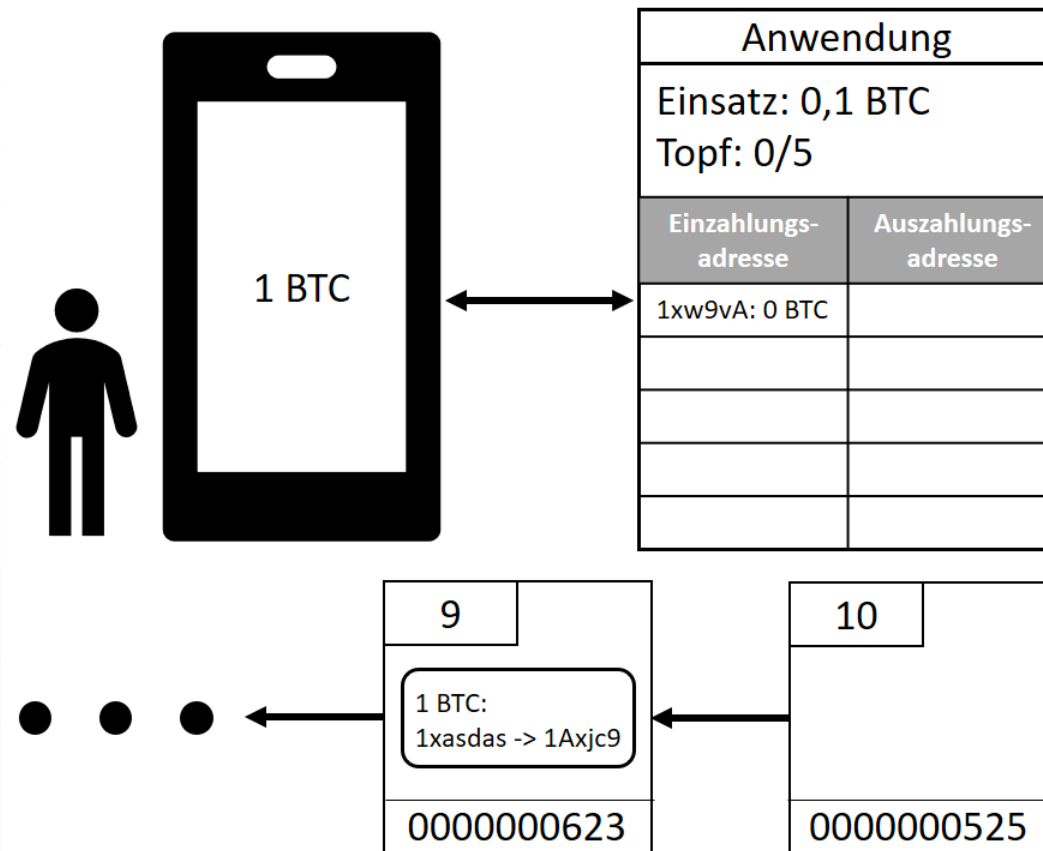 Anwendung
Einsatz: 0,1 BTC
Topf: 0/5
Einzahlungs-
adresse
Auszahlungs-
adresse
1 BTC
1xw9vA: 0 BTC
9
10
1 BTC:
1xasdas -> 1Axjc9
0000000623
0000000525